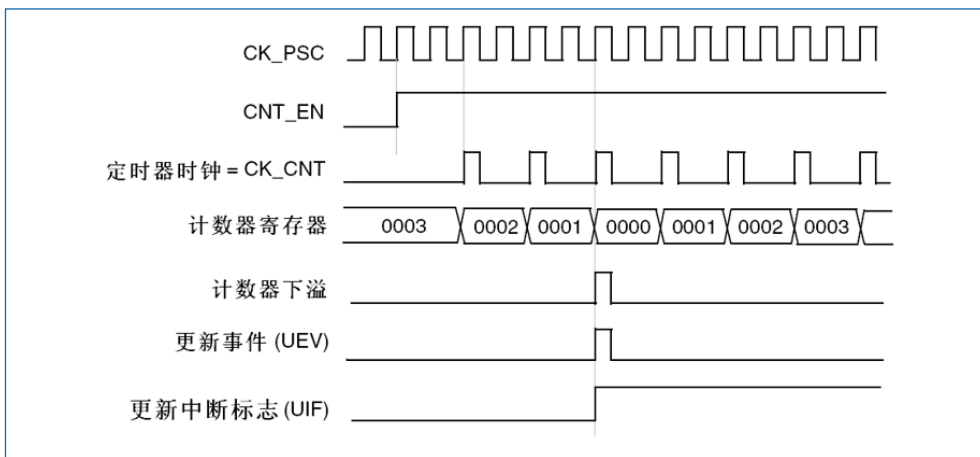 CK_PSC
CNT_EN
定时器时钟 = CK_CNT
计数器寄存器 0003 0002 0001 0000 0001 0002 0003
计数器下溢
更新事件 (UEV)
更新中断标志 (UIF)